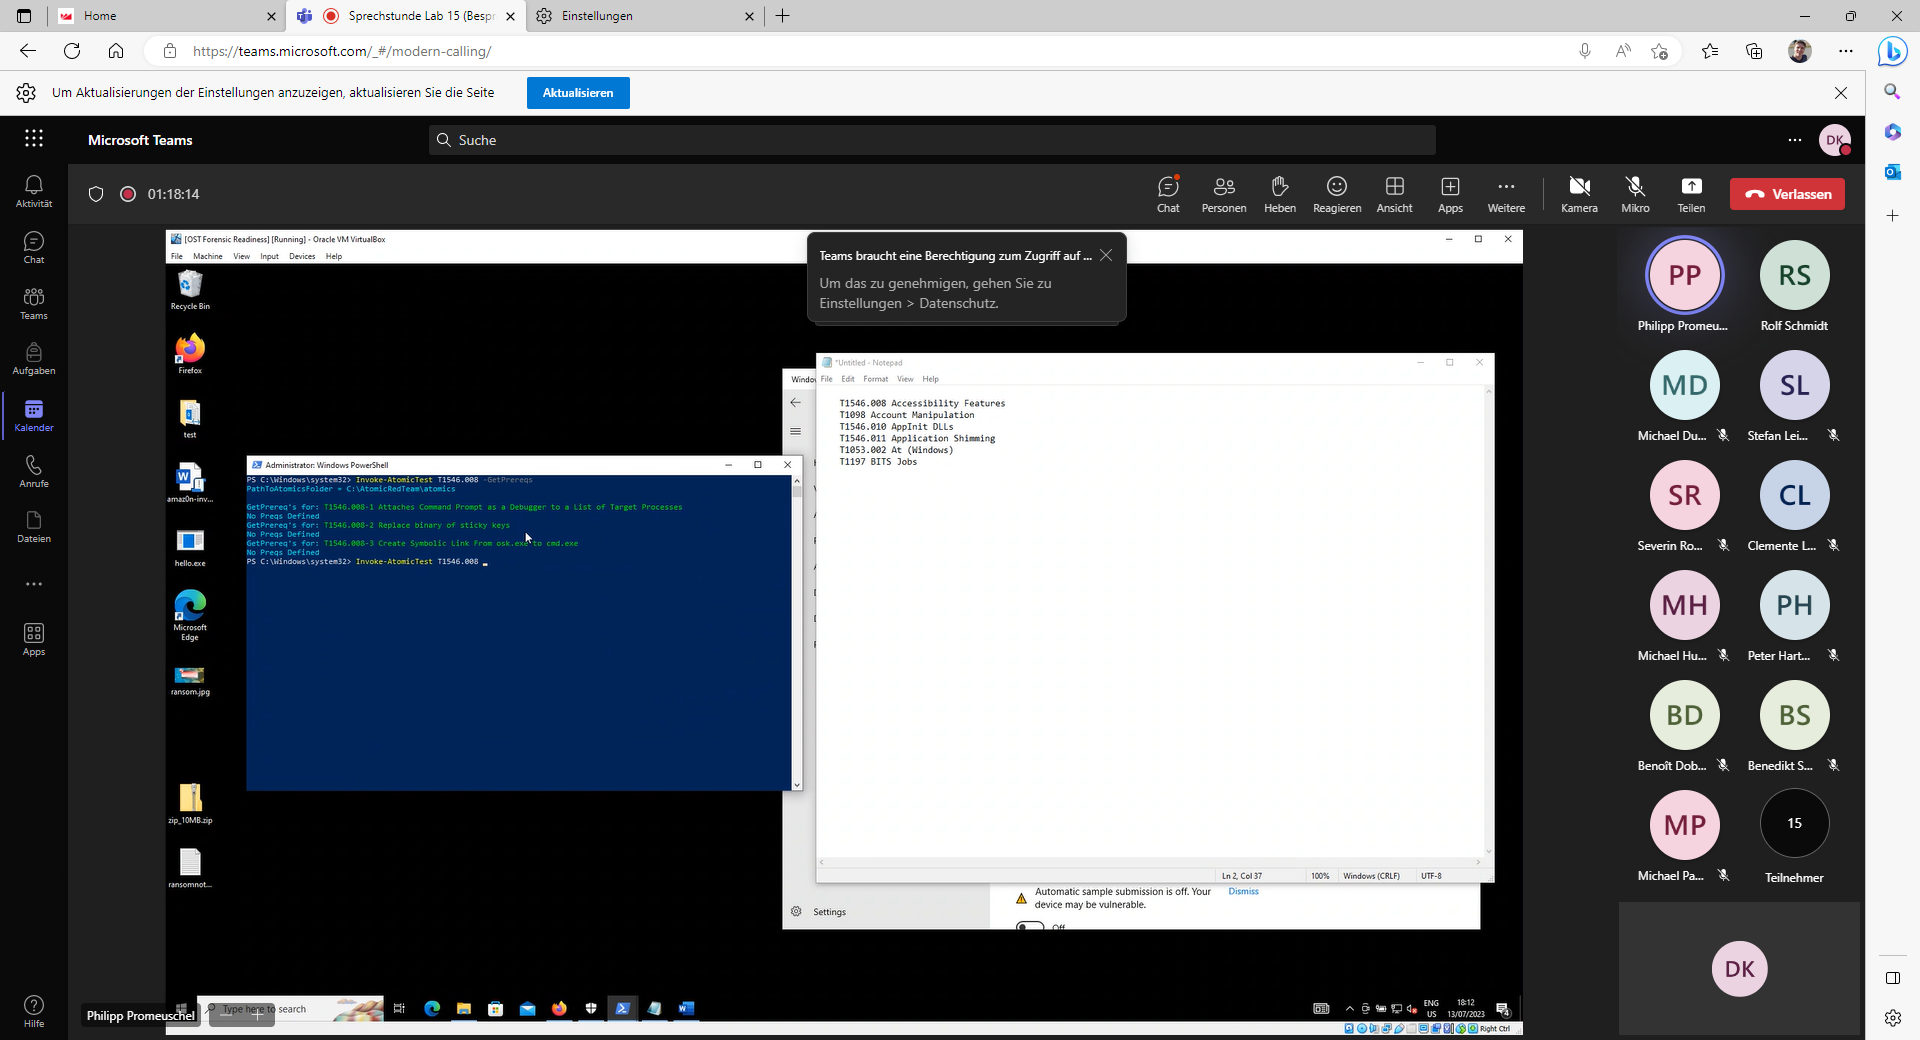 Home
Sprechstunde Lab 15 (Bespr
Einstellungen
https://teams.microsoft.com/_#/modern-calling/
Um Aktualisierungen der Einstellungen anzuzeigen, aktualisieren Sie die Seite
Aktualisieren
Microsoft Teams
Suche
DK
01:18:14
Chat
Personen
Heben
Reagieren
Ansicht
Apps
Weitere
Kamera
Mikro
Teilen
Verlassen
Aktivität
Chat
Teams
Aufgaben
Kalender
Anrufe
Dateien
Apps
Hilfe
[OST Forensic Readiness] [Running] - Oracle VM VirtualBox
File Machine View Input Devices Help
Teams braucht eine Berechtigung zum Zugriff auf ...
Um das zu genehmigen, gehen Sie zu
Einstellungen > Datenschutz.
Recycle Bin
Firefox
test
amaz0n-inv...
hello.exe
Microsoft
Edge
ransom.jpg
zip_10MB.zip
ransomnot...
Administrator: Windows PowerShell
PS C:\Windows\system32> Invoke-AtomicTest T1546.008 -GetPrereqs
PathToAtomicsFolder = C:\AtomicRedTeam\atomics
GetPrereq's for: T1546.008-1 Attaches Command Prompt as a Debugger to a List of Target Processes
No Preqs Defined
GetPrereq's for: T1546.008-2 Replace binary of sticky keys
No Preqs Defined
GetPrereq's for: T1546.008-3 Create Symbolic Link From osk.exe to cmd.exe
No Preqs Defined
PS C:\Windows\system32> Invoke-AtomicTest T1546.008
Windo
*Untitled - Notepad
File Edit Format View Help
T1546.008 Accessibility Features
T1098 Account Manipulation
T1546.010 AppInit DLLs
T1546.011 Application Shimming
T1053.002 At (Windows)
T1197 BITS Jobs
Ln 2, Col 37
100%
Windows (CRLF)
UTF-8
Automatic sample submission is off. Your
device may be vulnerable.
Dismiss
Off
Settings
Type here to search
Philipp Promeuschel
ENG
US
18:12
13/07/2023
4
Right Ctrl
PP
Philipp Promeu...
RS
Rolf Schmidt
MD
Michael Du...
SL
Stefan Lei...
SR
Severin Ro...
CL
Clemente L...
MH
Michael Hu...
PH
Peter Hart...
BD
Benoît Dob...
BS
Benedikt S...
MP
Michael Pa...
15
Teilnehmer
DK